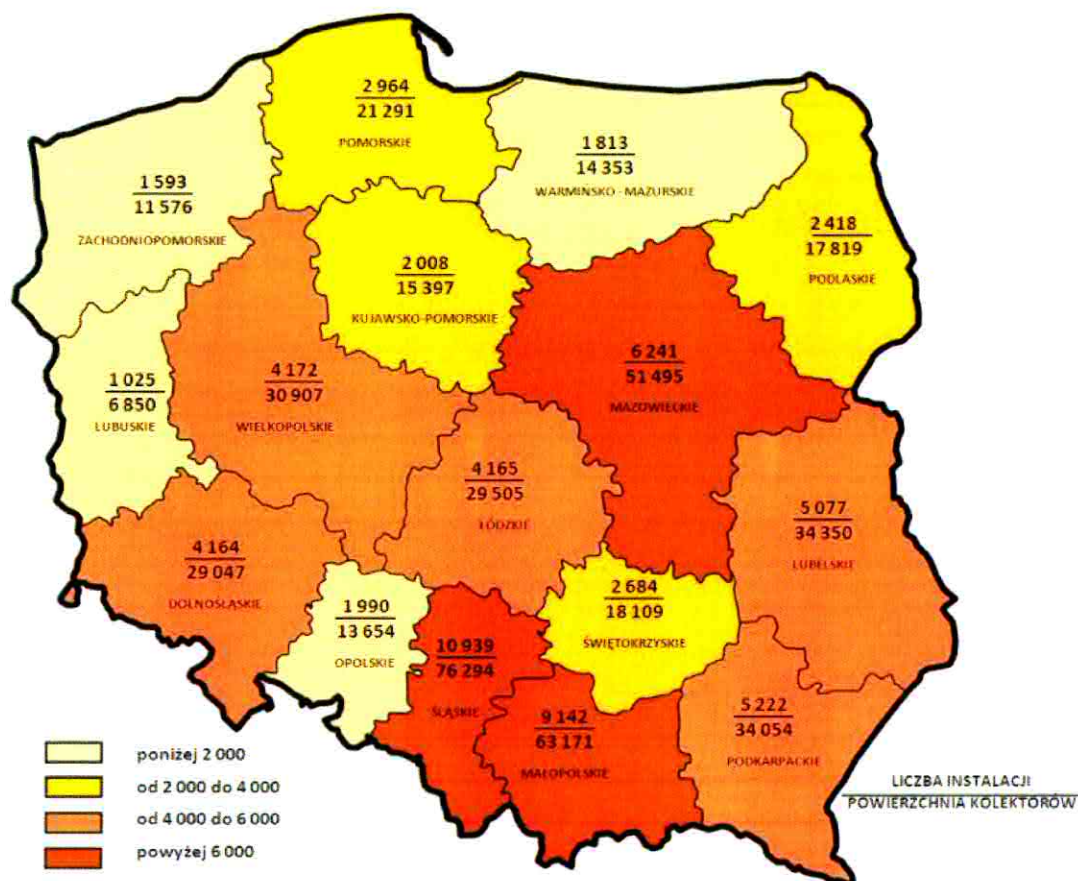 2 964
21 291
POMORSKIE
1 813
14 353
WARMIŃSKO - MAZURSKIE
1 593
11 576
ZACHODNIOPOMORSKIE
2 418
17 819
PODLASKIE
2 008
15 397
KUJAWSKO-POMORSKIE
6 241
51 495
MAZOWIECKIE
1 025
6 850
LUBUSKIE
4 172
30 907
WIELKOPOLSKIE
4 165
29 505
ŁÓDZKIE
5 077
34 350
LUBELSKIE
4 164
29 047
DOLNOŚLĄSKIE
1 990
13 654
OPOLSKIE
2 684
18 109
ŚWIĘTOKRZYSKIE
10 939
76 294
ŚLĄSKIE
9 142
63 171
MAŁOPOLSKIE
5 222
34 054
PODKARPACKIE
poniżej 2 000
od 2 000 do 4 000
od 4 000 do 6 000
powyżej 6 000
LICZBA INSTALACJI
POWIERZCHNIA KOLEKTORÓW